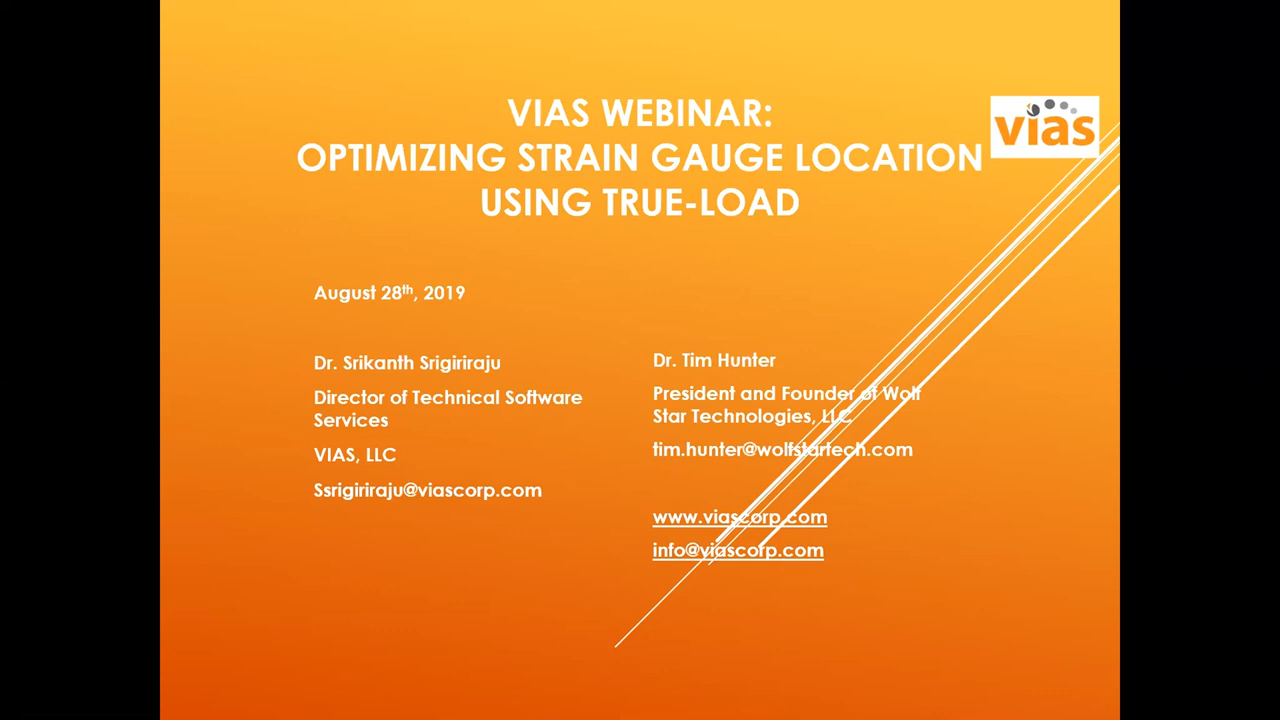 VIAS WEBINAR:
OPTIMIZING STRAIN GAUGE LOCATION
USING TRUE-LOAD
vias
August 28th, 2019
Dr. Srikanth Srigiriraju
Director of Technical Software
Services
VIAS, LLC
Ssrigiriraju@viascorp.com
Dr. Tim Hunter
President and Founder of Wolf
Star Technologies, LLC
tim.hunter@wolfstartech.com
www.viascorp.com
info@viascorp.com